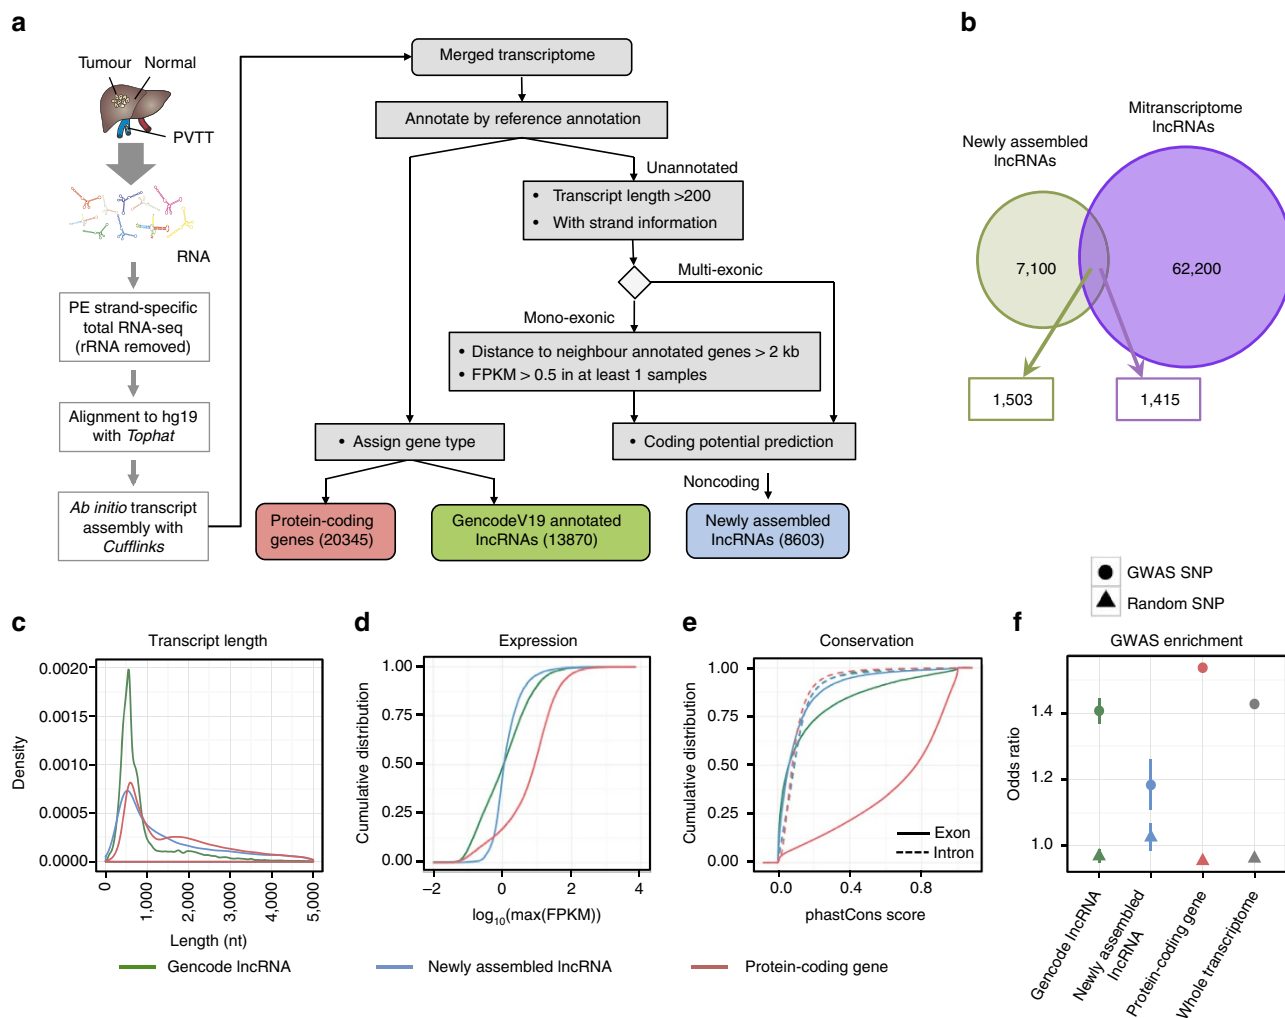 a
Tumour
Normal
PVTT
RNA
PE strand-specific
total RNA-seq
(rRNA removed)
Alignment to hg19
with Tophat
Ab initio transcript
assembly with
Cufflinks
Merged transcriptome
Annotate by reference annotation
Unannotated
• Transcript length >200
• With strand information
Multi-exonic
Mono-exonic
• Distance to neighbour annotated genes > 2 kb
• FPKM > 0.5 in at least 1 samples
• Assign gene type
• Coding potential prediction
Noncoding
Protein-coding
genes (20345)
GencodeV19 annotated
lncRNAs (13870)
Newly assembled
lncRNAs (8603)
b
Newly assembled
lncRNAs
Mitranscriptome
lncRNAs
7,100
62,200
1,503
1,415
c
Transcript length
Density
0.0020
0.0015
0.0010
0.0005
0.0000
0
1,000
2,000
3,000
4,000
5,000
Length (nt)
d
Expression
Cumulative distribution
1.00
0.75
0.50
0.25
0.00
−2
0
2
4
log10(max(FPKM))
e
Conservation
Cumulative distribution
1.00
0.75
0.50
0.25
0.00
Exon
Intron
0.0
0.4
0.8
phastCons score
GWAS SNP
Random SNP
f
GWAS enrichment
Odds ratio
1.4
1.2
1.0
Gencode lncRNA
Newly assembled
lncRNA
Protein-coding gene
Whole transcriptome
Gencode lncRNA
Newly assembled lncRNA
Protein-coding gene